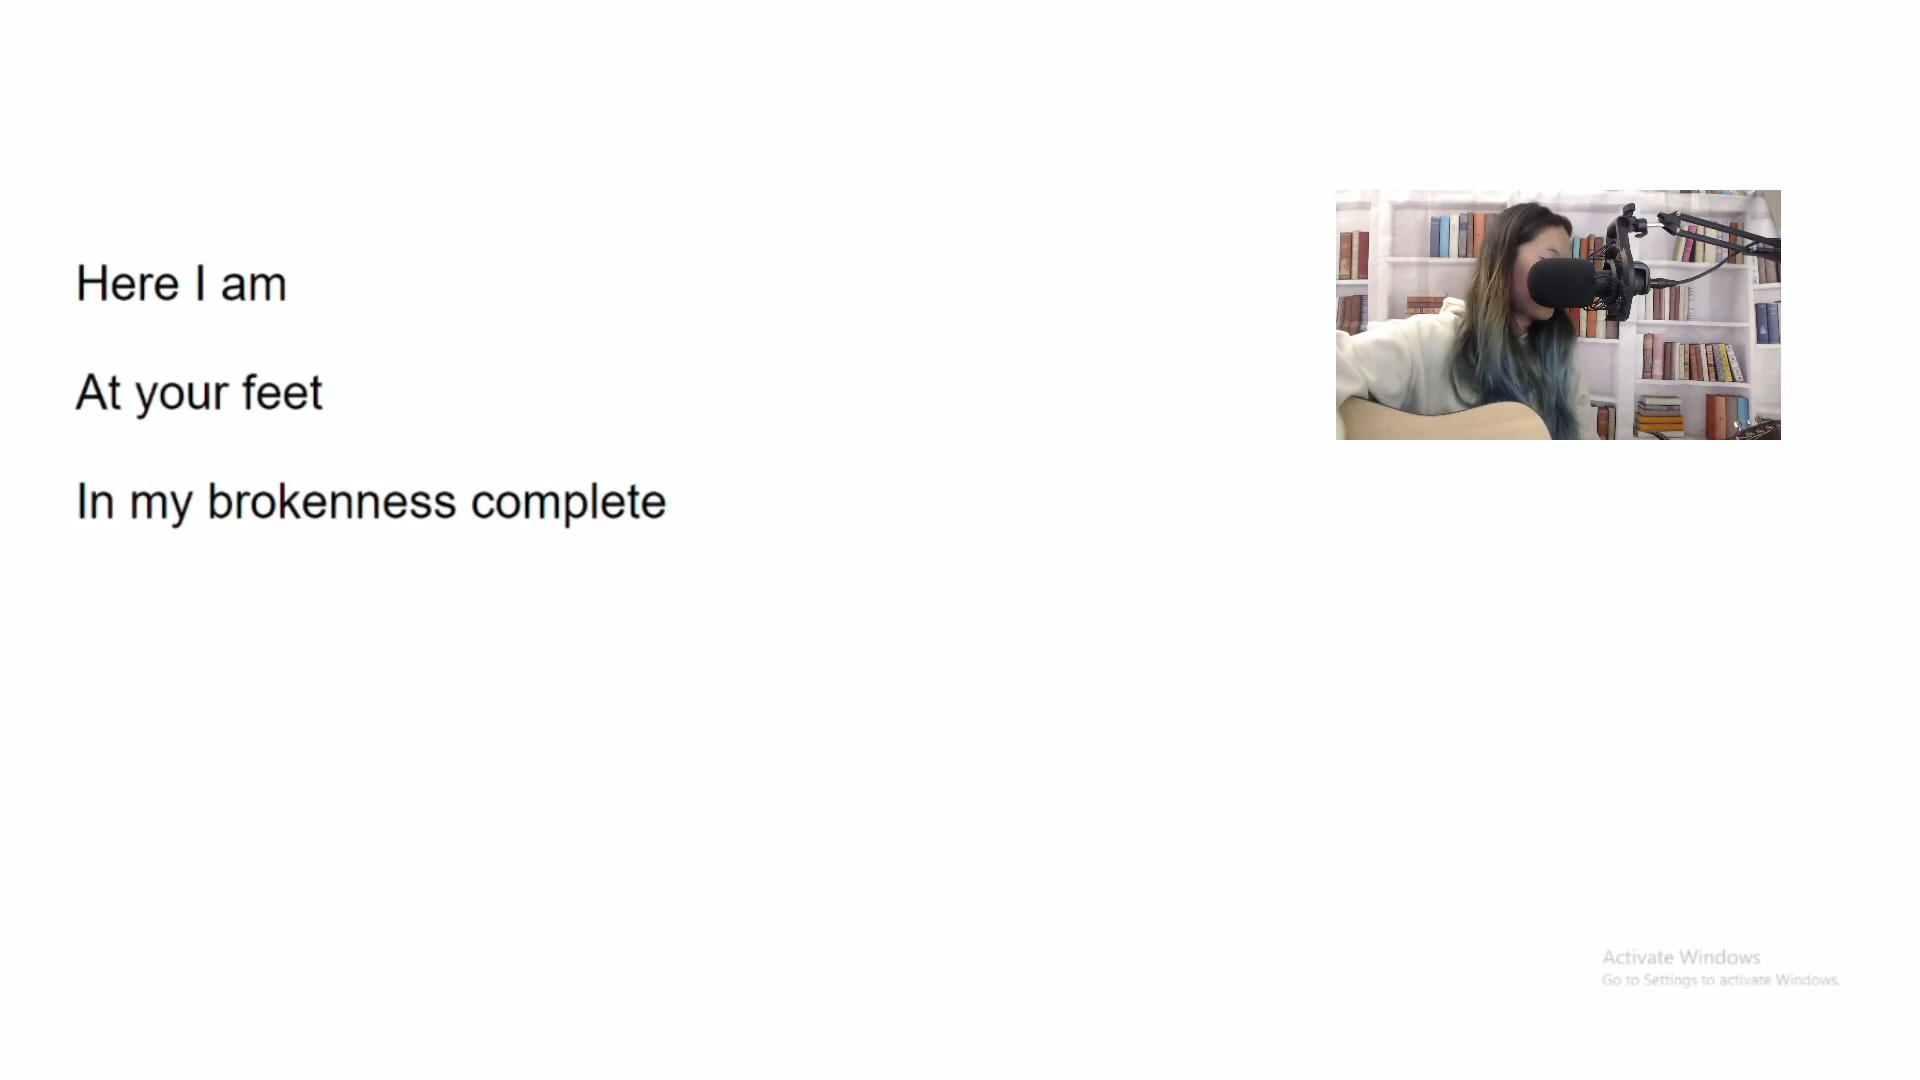 Here I am
At your feet
In my brokenness complete
Activate Windows
Go to Settings to activate Windows.